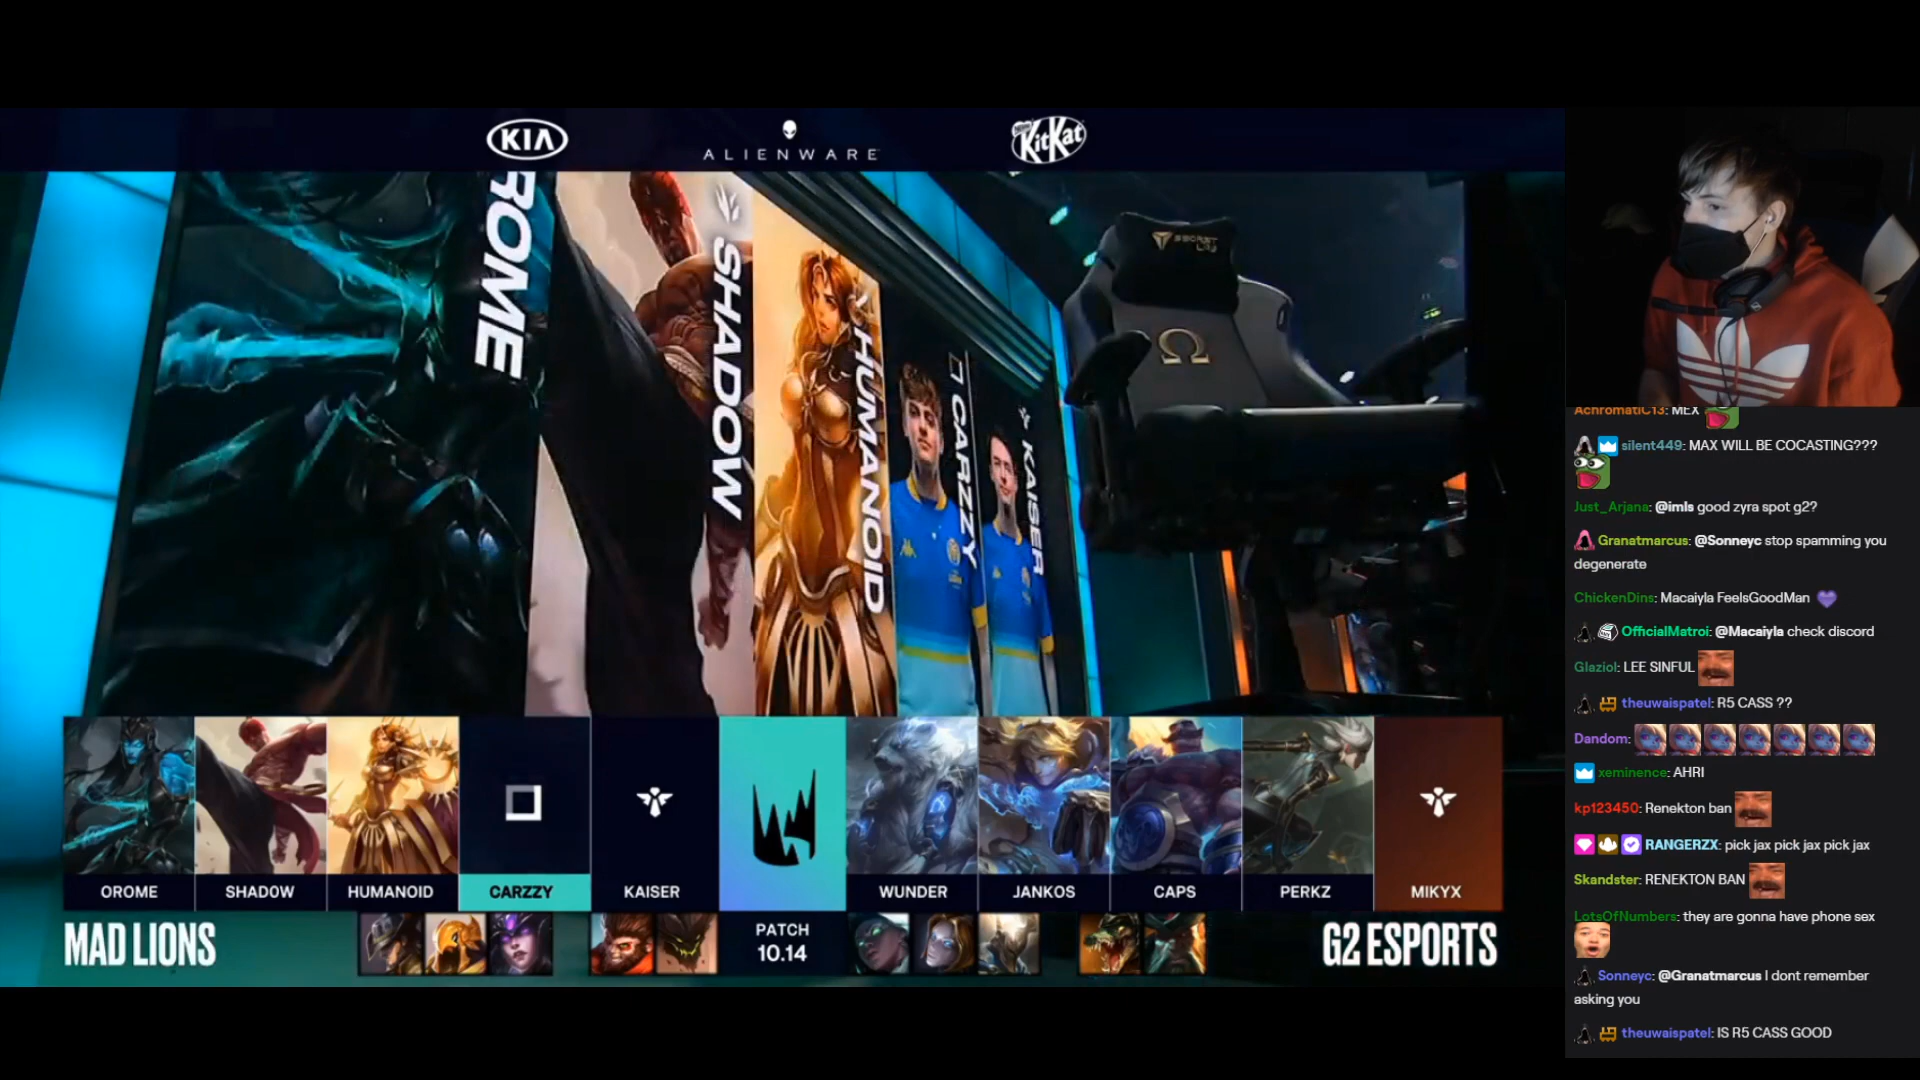 KIA
ALIENWARE
KitKat
ROME
SHADOW
HUMANOID
CARZZY
KAISER
SECRET LAB
OROME
SHADOW
HUMANOID
CARZZY
KAISER
WUNDER
JANKOS
CAPS
PERKZ
MIKYX
MAD LIONS
PATCH
10.14
G2 ESPORTS
AchromatiC13: MEX
silent449: MAX WILL BE COCASTING???
Just_Arjana: @imls good zyra spot g2?
Granatmarcus: @Sonneyc stop spamming you
degenerate
ChickenDins: Macaiyla FeelsGoodMan
OfficialMatroi: @Macaiyla check discord
Glaziol: LEE SINFUL
theuwaispatel: R5 CASS ??
Dandom:
xeminence: AHRI
kp123450: Renekton ban
RANGERZX: pick jax pick jax pick jax
Skandster: RENEKTON BAN
LotsOfNumbers: they are gonna have phone sex
Sonneyc: @Granatmarcus I dont remember
asking you
theuwaispatel: IS R5 CASS GOOD